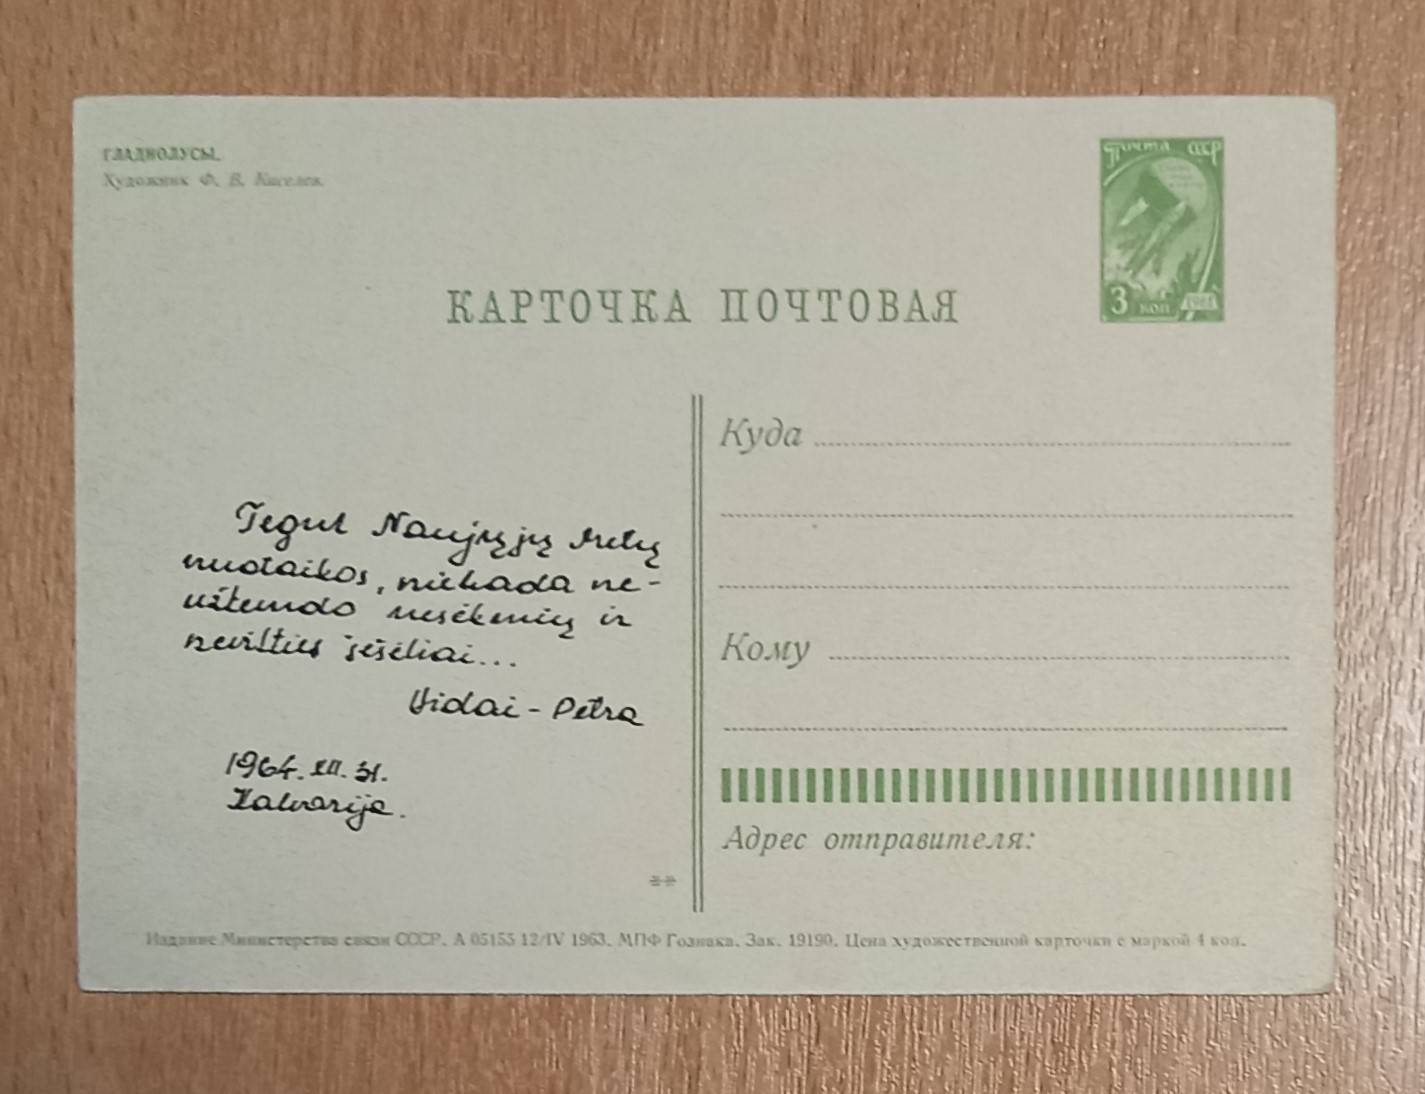 ГЛАДИОЛУСЫ.
Художник Ф. В. Киселев.
Почта СССР
3 коп 1961
КАРТОЧКА ПОЧТОВАЯ
Tegul Naujųjų Metų
nuotaikos, niekada ne-
užtemdo nesėkmių ir
nevilties šešėliai...
Vidai - Petra
1964.XII.31.
Kalvarija.
Куда
Кому
Адрес отправителя:
Издание Министерства связи СССР. А 05155 12/IV 1963. МПФ Гознака. Зак. 19190. Цена художественной карточки с маркой 4 коп.